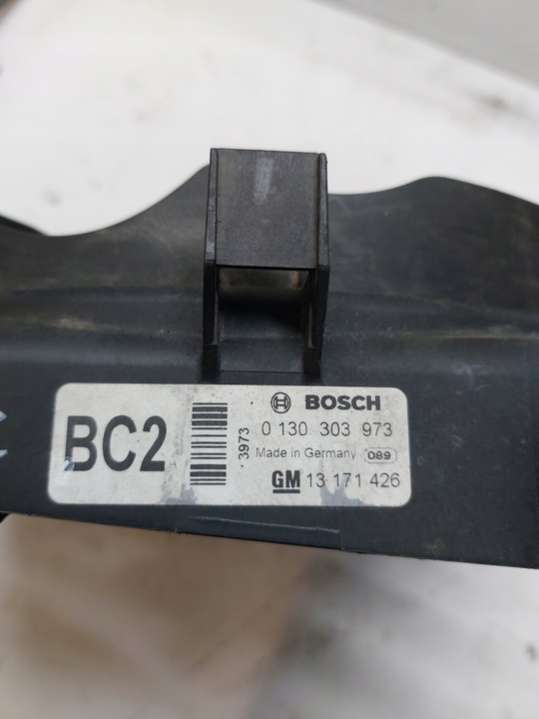 BC2
3973
BOSCH
0 130 303 973
Made in Germany 089
GM 13 171 426